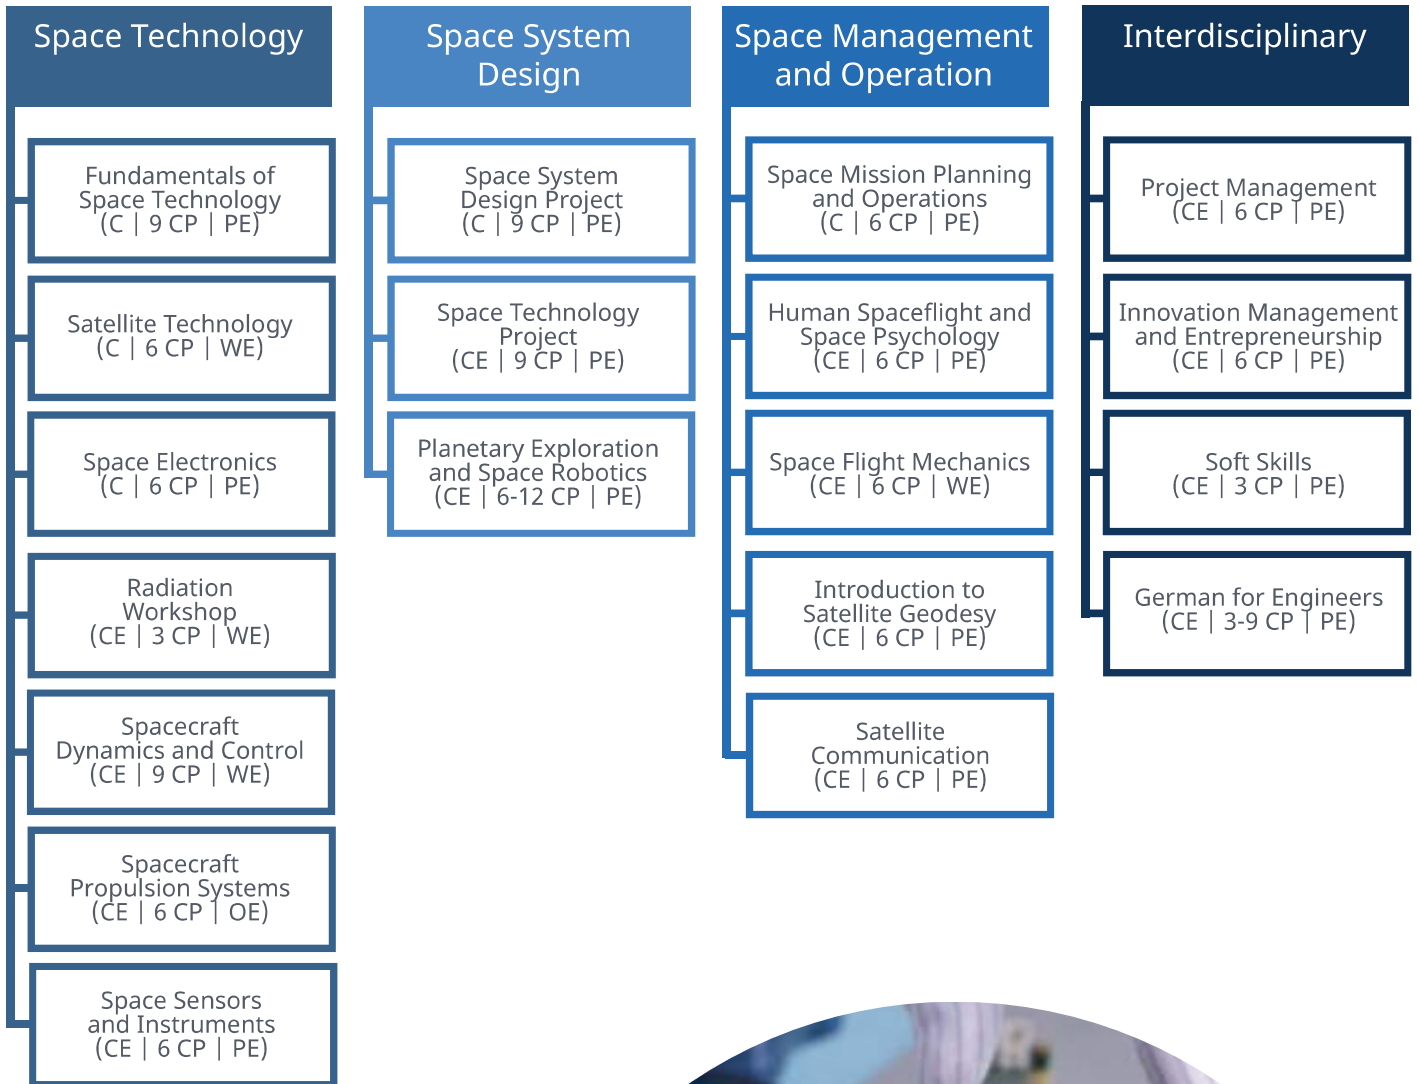 Space Technology
Fundamentals of
Space Technology
(C | 9 CP | PE)
Satellite Technology
(C | 6 CP | WE)
Space Electronics
(C | 6 CP | PE)
Radiation
Workshop
(CE | 3 CP | WE)
Spacecraft
Dynamics and Control
(CE | 9 CP | WE)
Spacecraft
Propulsion Systems
(CE | 6 CP | OE)
Space Sensors
and Instruments
(CE | 6 CP | PE)
Space System
Design
Space System
Design Project
(C | 9 CP | PE)
Space Technology
Project
(CE | 9 CP | PE)
Planetary Exploration
and Space Robotics
(CE | 6-12 CP | PE)
Space Management
and Operation
Space Mission Planning
and Operations
(C | 6 CP | PE)
Human Spaceflight and
Space Psychology
(CE | 6 CP | PE)
Space Flight Mechanics
(CE | 6 CP | WE)
Introduction to
Satellite Geodesy
(CE | 6 CP | PE)
Satellite
Communication
(CE | 6 CP | PE)
Interdisciplinary
Project Management
(CE | 6 CP | PE)
Innovation Management
and Entrepreneurship
(CE | 6 CP | PE)
Soft Skills
(CE | 3 CP | PE)
German for Engineers
(CE | 3-9 CP | PE)